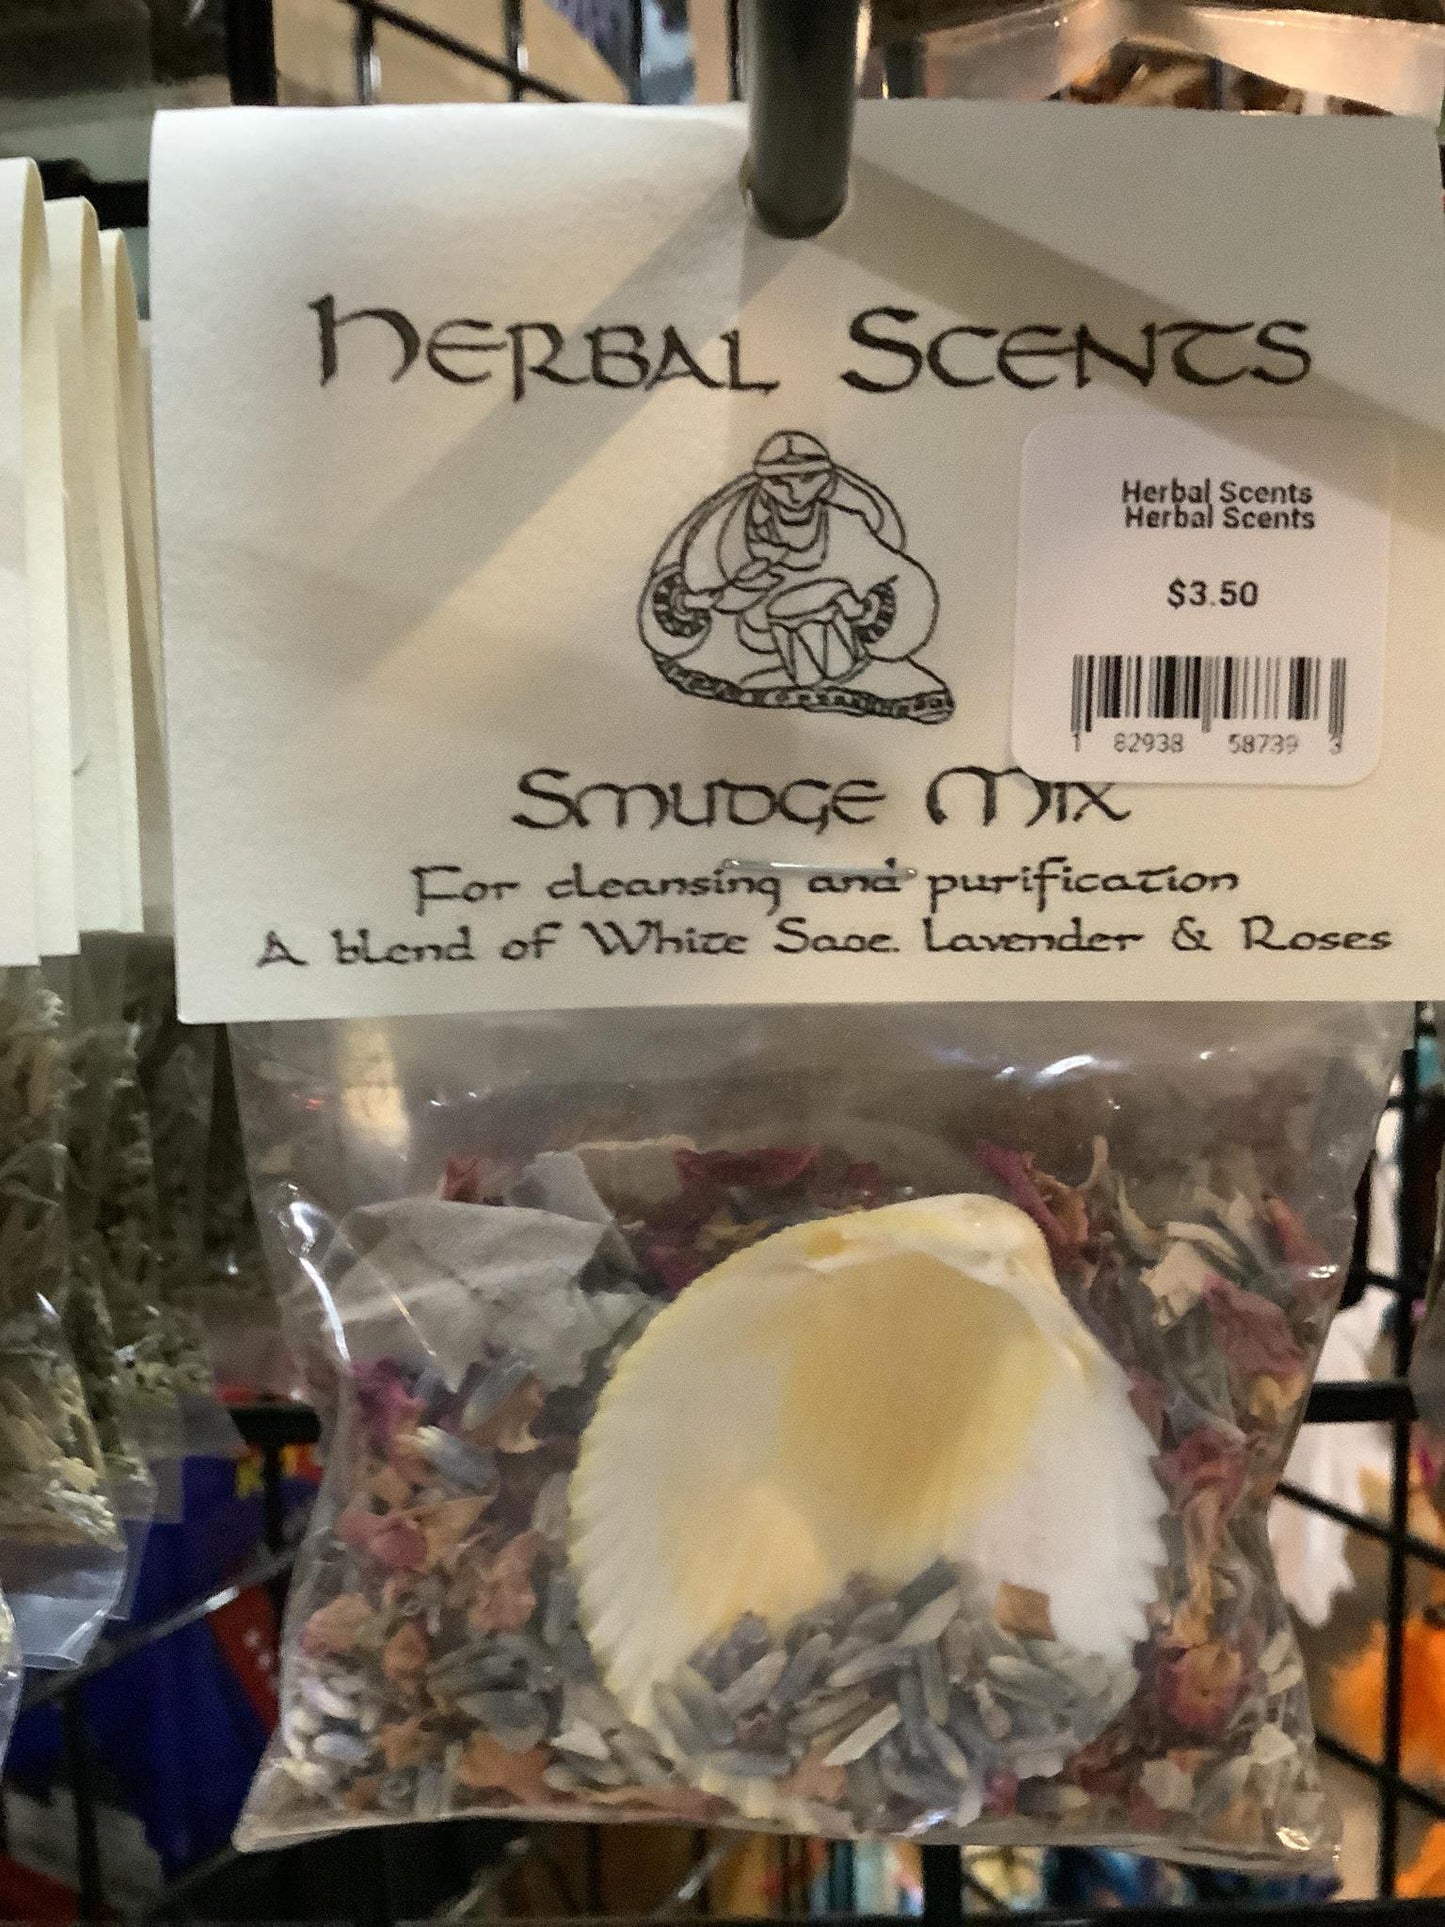 HERBAL SCENTS
Herbal Scents
Herbal Scents
$3.50
1 82938 58739 3
SMUDGE MIX
For cleansing and purification
A blend of White Sage. Lavender & Roses